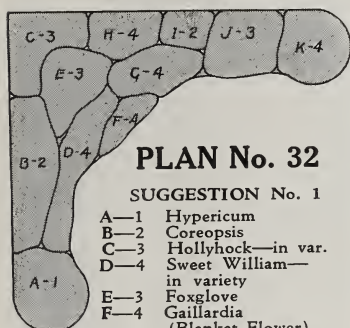 C-3 H-4 I-2 J-3 K-4
E-3 G-4
F-4
B-2 D-4
A-1
PLAN No. 32
SUGGESTION No. 1
A—1 Hypericum
B—2 Coreopsis
C—3 Hollyhock—in var.
D—4 Sweet William—
in variety
E—3 Foxglove
F—4 Gaillardia
(Blanket Flower)